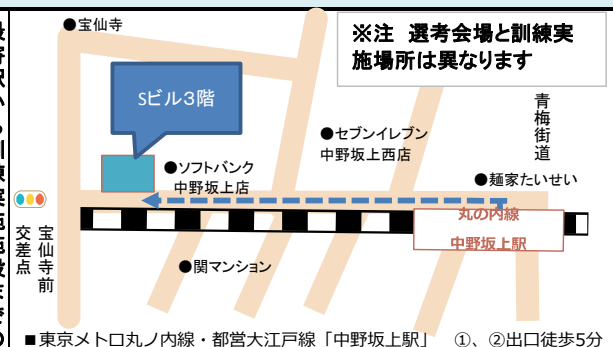 ●宝仙寺
※注 選考会場と訓練実
施場所は異なります
Sビル3階
青梅街道
●セブンイレブン
中野坂上西店
●ソフトバンク
中野坂上店
●麺家たいせい
丸の内線
中野坂上駅
宝仙寺前
交差点
●関マンション
■東京メトロ丸ノ内線・都営大江戸線「中野坂上駅」 ①、②出口徒歩5分